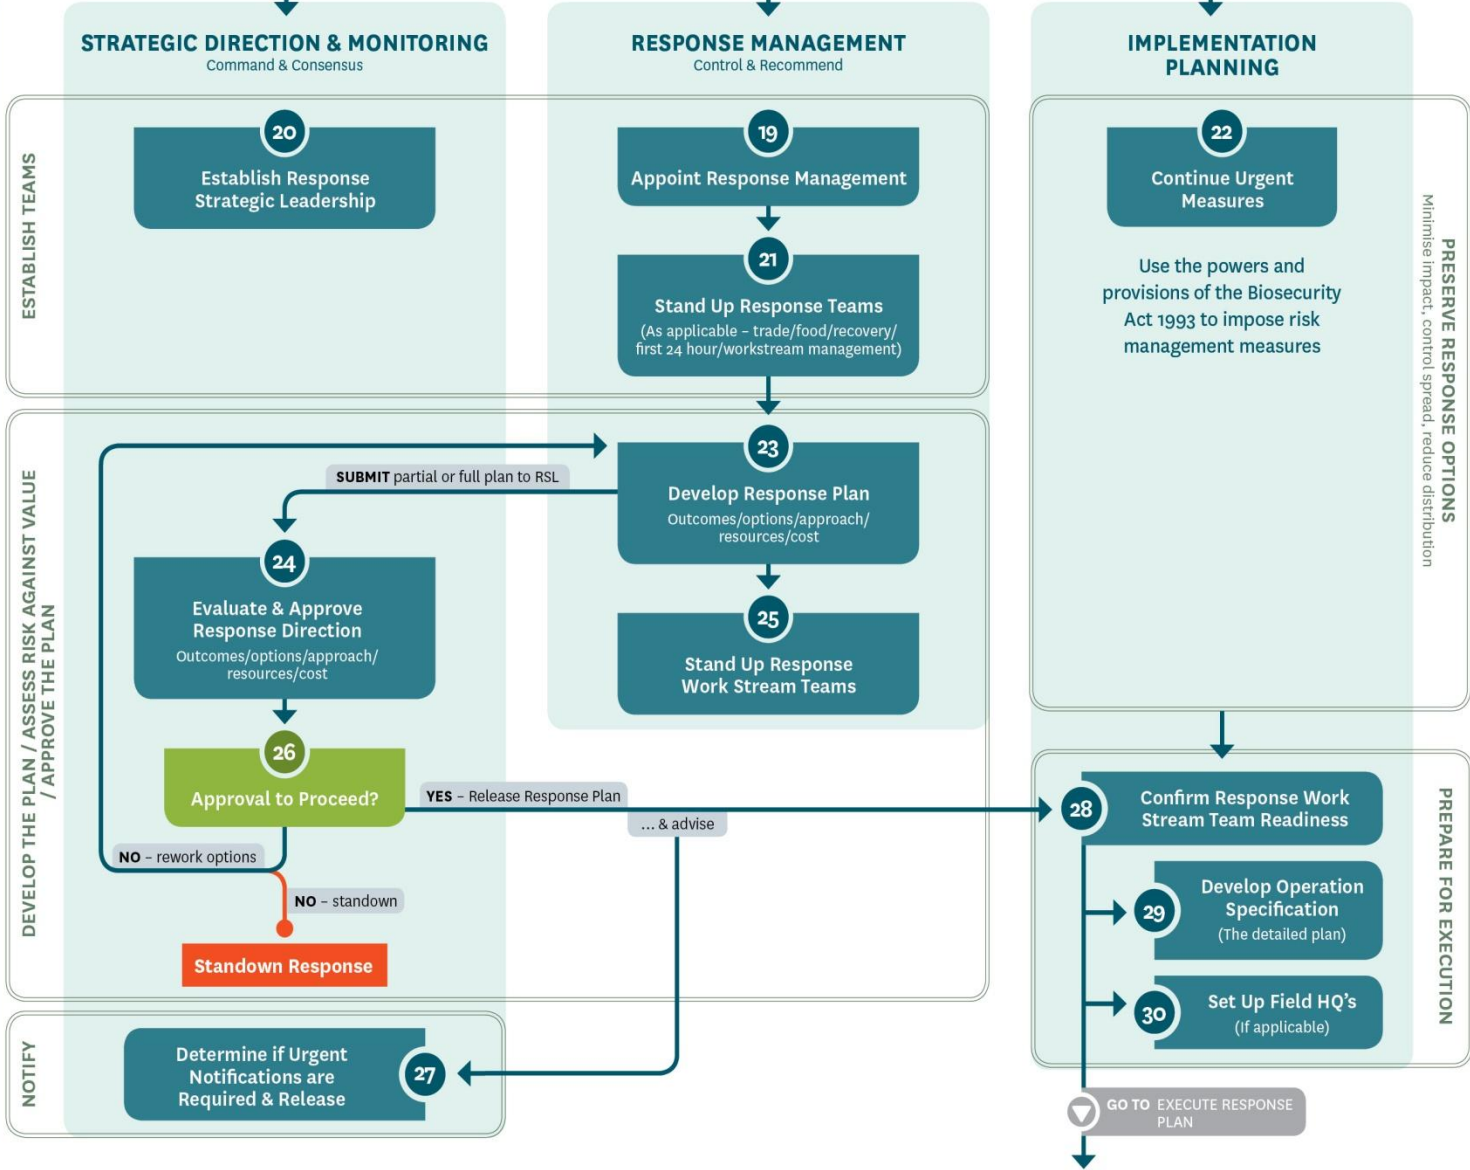 STRATEGIC DIRECTION & MONITORING
Command & Consensus
RESPONSE MANAGEMENT
Control & Recommend
IMPLEMENTATION
PLANNING
ESTABLISH TEAMS
20
Establish Response
Strategic Leadership
19
Appoint Response Management
21
Stand Up Response Teams
(As applicable – trade/food/recovery/
first 24 hour/workstream management)
22
Continue Urgent
Measures
Use the powers and
provisions of the Biosecurity
Act 1993 to impose risk
management measures
PRESERVE RESPONSE OPTIONS
Minimise impact, control spread, reduce distribution
DEVELOP THE PLAN / ASSESS RISK AGAINST VALUE
/ APPROVE THE PLAN
23
Develop Response Plan
Outcomes/options/approach/
resources/cost
SUBMIT partial or full plan to RSL
24
Evaluate & Approve
Response Direction
Outcomes/options/approach/
resources/cost
25
Stand Up Response
Work Stream Teams
26
Approval to Proceed?
YES – Release Response Plan
... & advise
NO – rework options
NO – standown
Standown Response
NOTIFY
Determine if Urgent
Notifications are
Required & Release
27
28
Confirm Response Work
Stream Team Readiness
29
Develop Operation
Specification
(The detailed plan)
30
Set Up Field HQ's
(If applicable)
PREPARE FOR EXECUTION
GO TO EXECUTE RESPONSE
PLAN